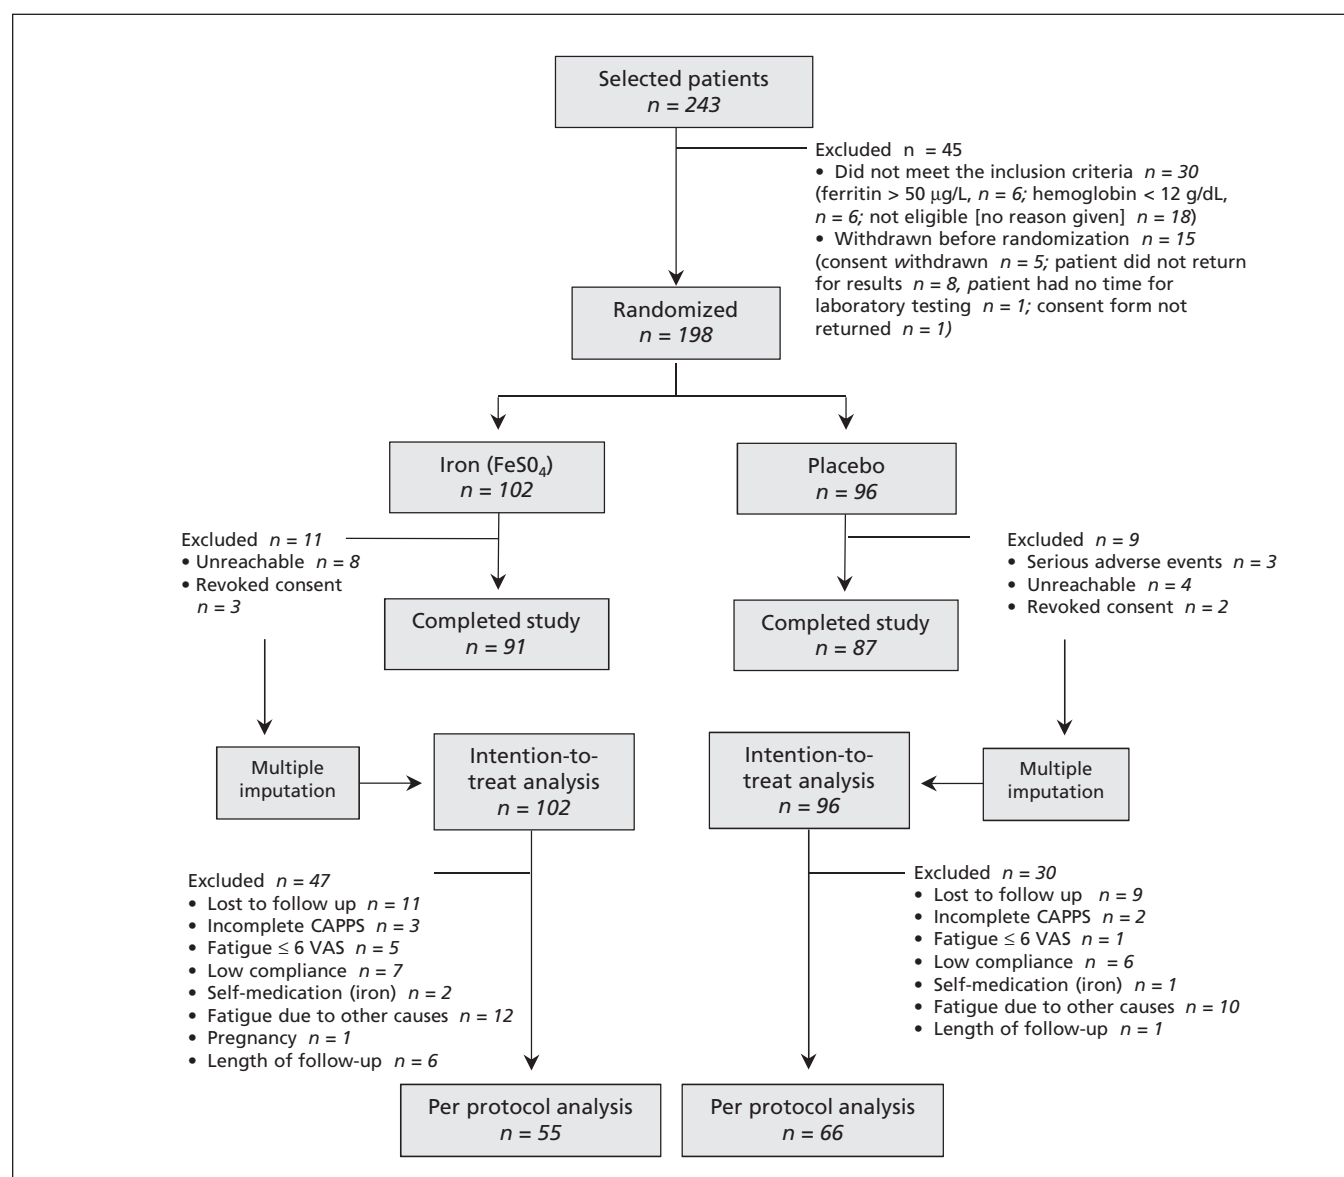 Selected patients
n = 243
Excluded n = 45
• Did not meet the inclusion criteria n = 30
(ferritin > 50 μg/L, n = 6; hemoglobin < 12 g/dL,
n = 6; not eligible [no reason given] n = 18)
• Withdrawn before randomization n = 15
(consent withdrawn n = 5; patient did not return
for results n = 8, patient had no time for
laboratory testing n = 1; consent form not
returned n = 1)
Randomized
n = 198
Iron (FeS0₄)
n = 102
Placebo
n = 96
Excluded n = 11
• Unreachable n = 8
• Revoked consent
n = 3
Excluded n = 9
• Serious adverse events n = 3
• Unreachable n = 4
• Revoked consent n = 2
Completed study
n = 91
Completed study
n = 87
Multiple
imputation
Intention-to-
treat analysis
n = 102
Intention-to-
treat analysis
n = 96
Multiple
imputation
Excluded n = 47
• Lost to follow up n = 11
• Incomplete CAPPS n = 3
• Fatigue ≤ 6 VAS n = 5
• Low compliance n = 7
• Self-medication (iron) n = 2
• Fatigue due to other causes n = 12
• Pregnancy n = 1
• Length of follow-up n = 6
Excluded n = 30
• Lost to follow up n = 9
• Incomplete CAPPS n = 2
• Fatigue ≤ 6 VAS n = 1
• Low compliance n = 6
• Self-medication (iron) n = 1
• Fatigue due to other causes n = 10
• Length of follow-up n = 1
Per protocol analysis
n = 55
Per protocol analysis
n = 66